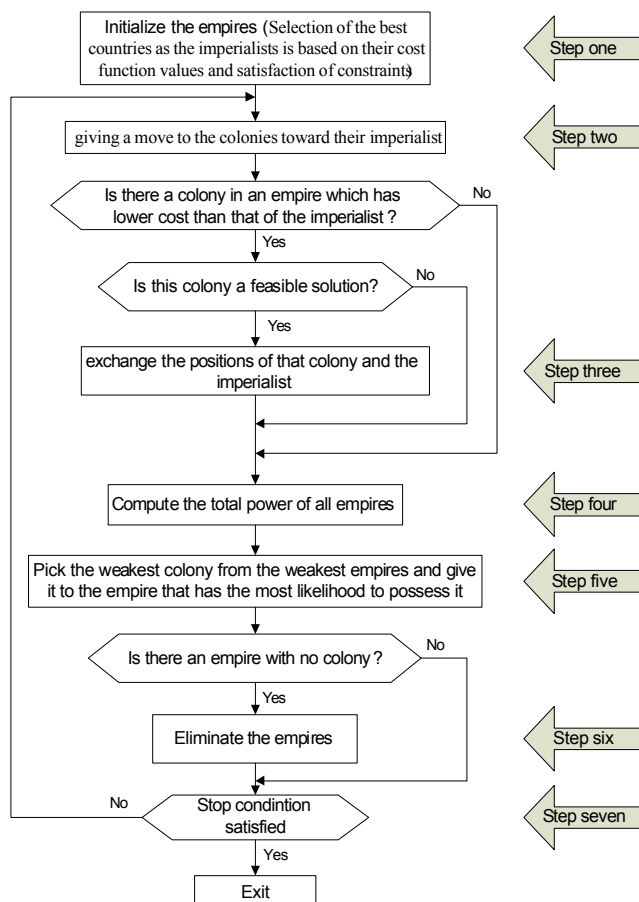 Initialize the empires (Selection of the best
countries as the imperialists is based on their cost
function values and satisfaction of constraints)
Step one
giving a move to the colonies toward their imperialist
Step two
Is there a colony in an empire which has
lower cost than that of the imperialist ?
No
Yes
Is this colony a feasible solution?
No
Yes
exchange the positions of that colony and the
imperialist
Step three
Compute the total power of all empires
Step four
Pick the weakest colony from the weakest empires and give
it to the empire that has the most likelihood to possess it
Step five
Is there an empire with no colony ?
No
Yes
Eliminate the empires
Step six
No
Stop condintion
satisfied
Step seven
Yes
Exit